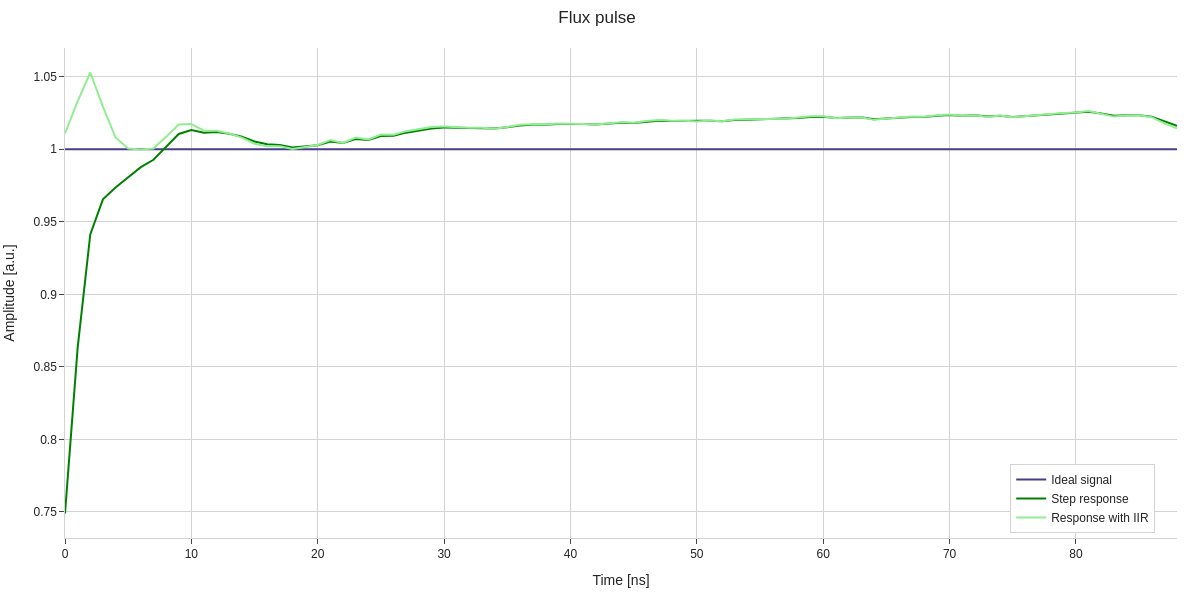 Flux pulse
Amplitude [a.u.]
1.05
1
0.95
0.9
0.85
0.8
0.75
0
10
20
30
40
50
60
70
80
Time [ns]
Ideal signal
Step response
Response with IIR